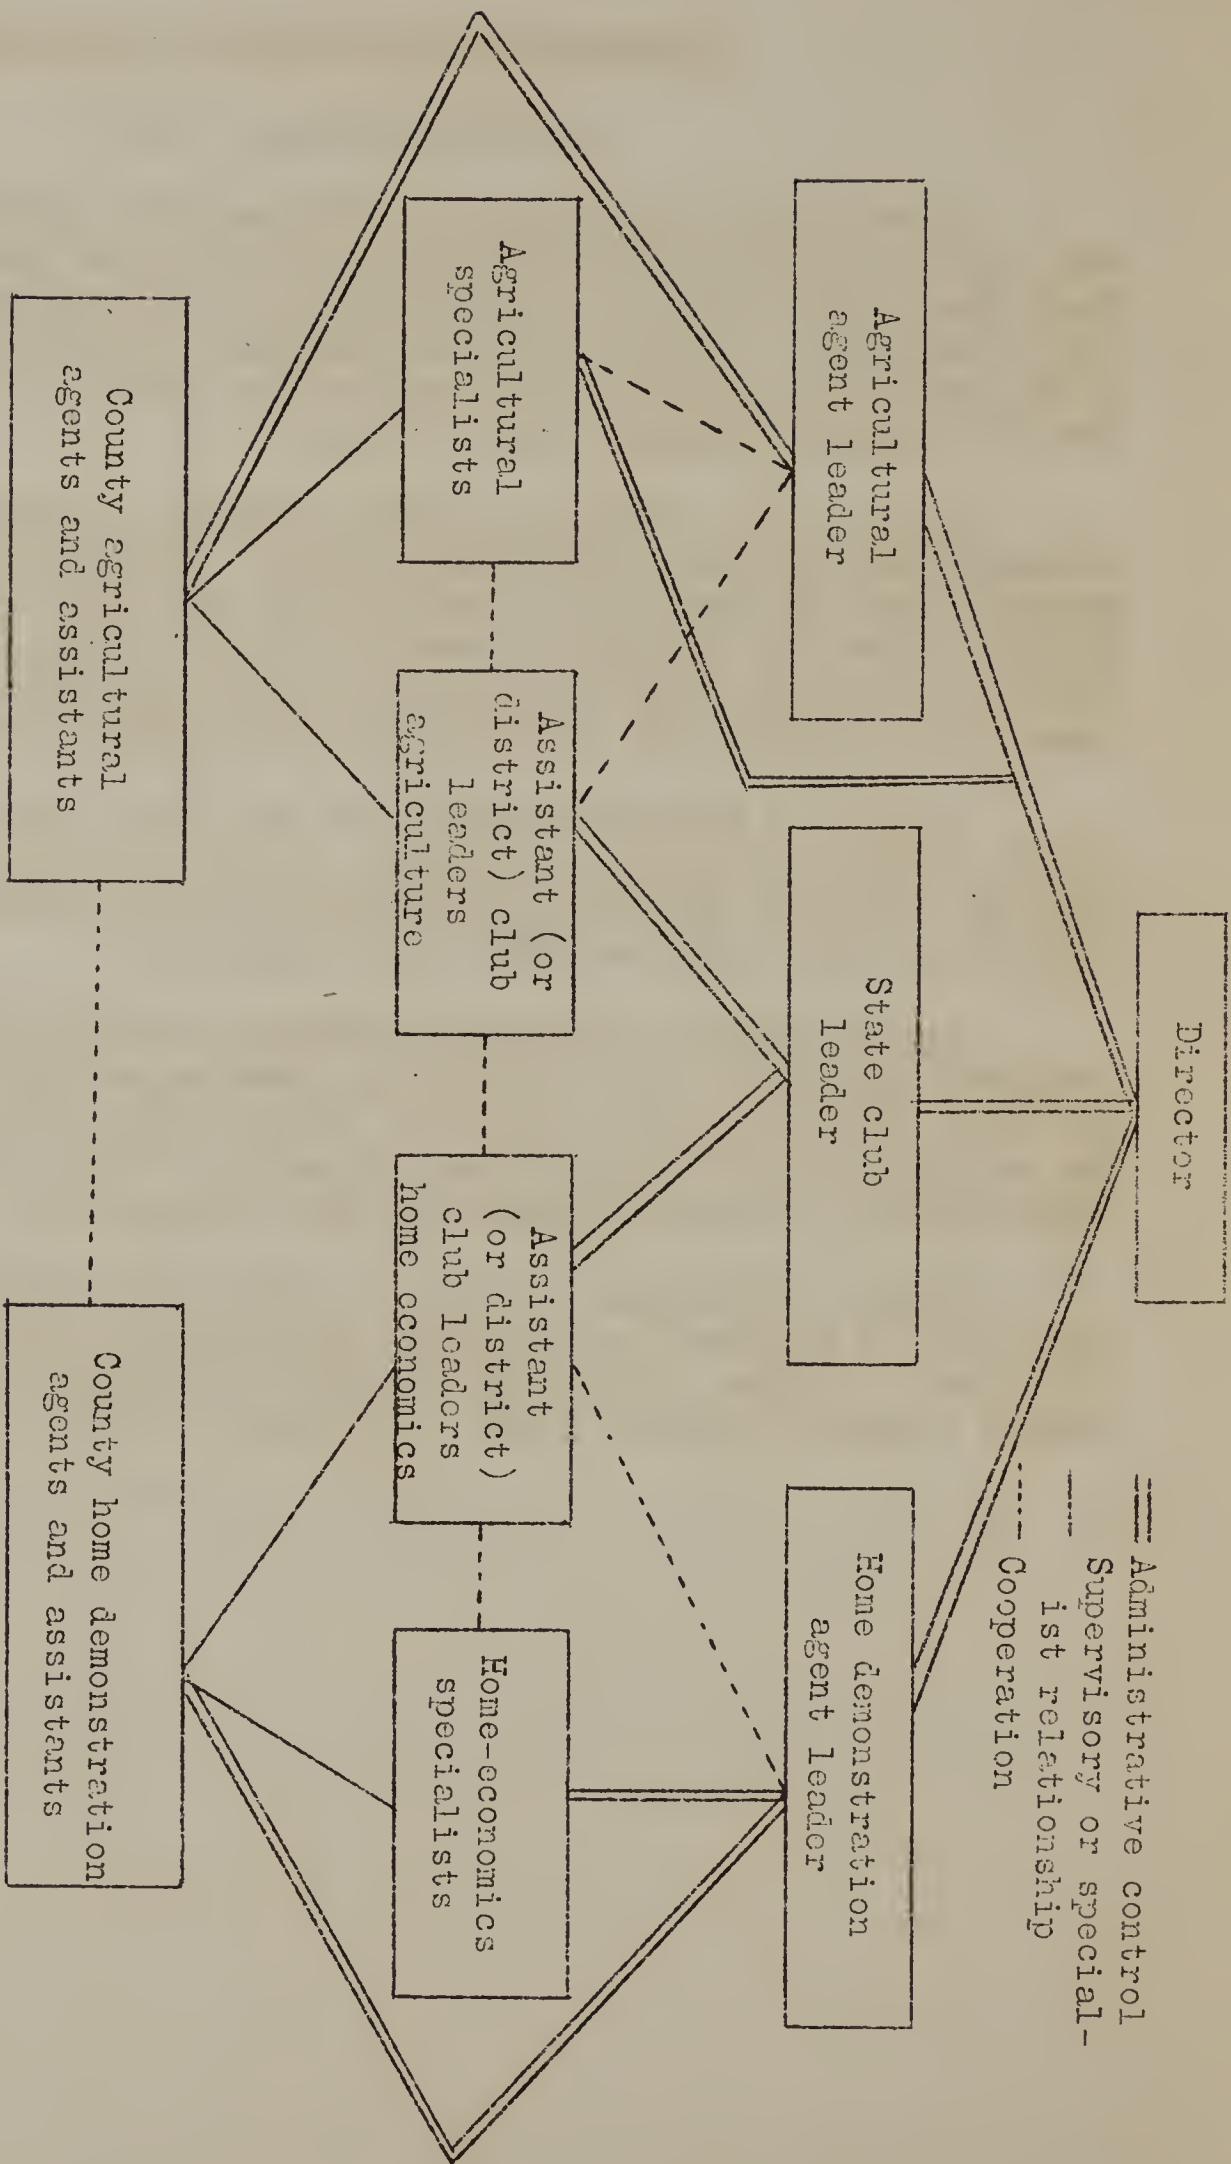 Director
Administrative control
Supervisory or special-
ist relationship
Cooperation
Agricultural
agent leader
State club
leader
Home demonstration
agent leader
Agricultural
specialists
Assistant (or
district) club
leaders
agriculture
Assistant
(or district)
club leaders
home economics
Home-economics
specialists
County agricultural
agents and assistants
County home demonstration
agents and assistants